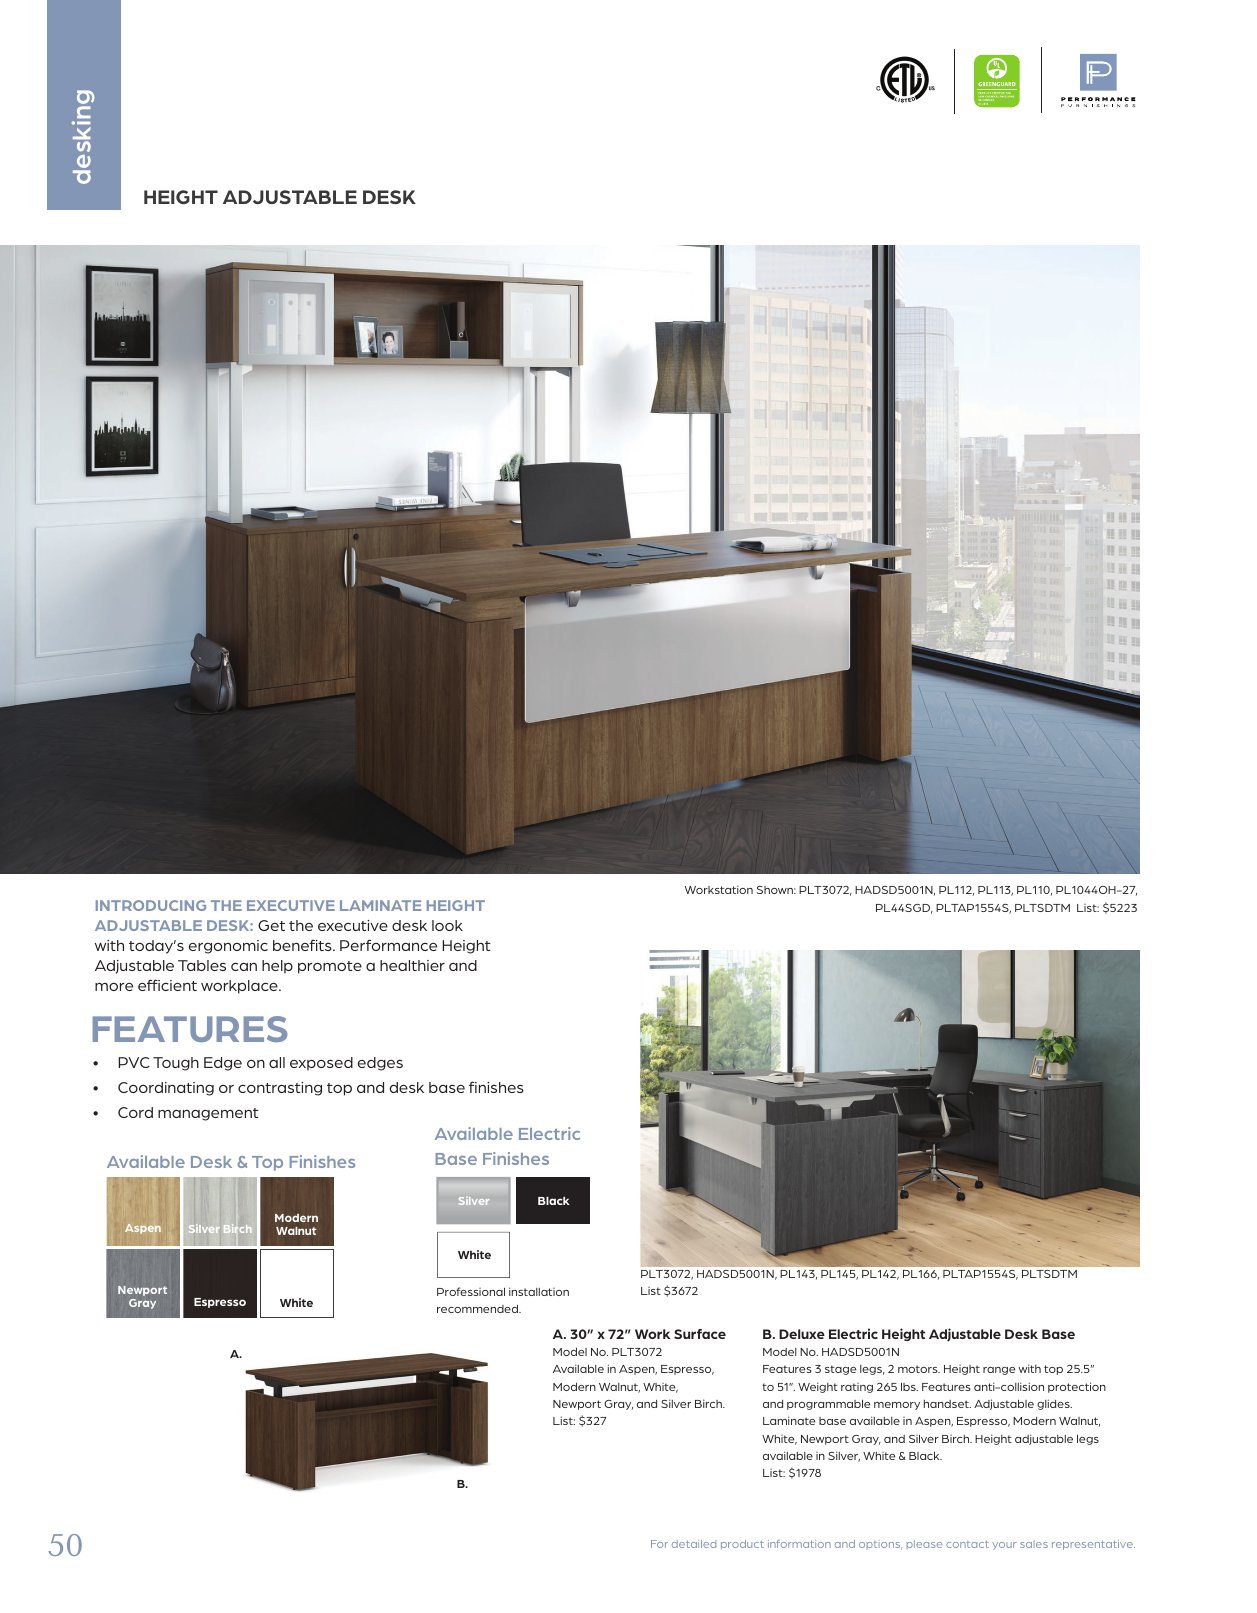 desking
C
ETL
US
LISTED
GREENGUARD
PERFORMANCE
FURNISHINGS
HEIGHT ADJUSTABLE DESK
Workstation Shown: PLT3072, HADSD5001N, PL112, PL113, PL110, PL1044OH-27,
PL44SGD, PLTAP1554S, PLTSDTM  List: $5223
INTRODUCING THE EXECUTIVE LAMINATE HEIGHT
ADJUSTABLE DESK: Get the executive desk look
with today's ergonomic benefits. Performance Height
Adjustable Tables can help promote a healthier and
more efficient workplace.
FEATURES
• PVC Tough Edge on all exposed edges
• Coordinating or contrasting top and desk base finishes
• Cord management
Available Desk & Top Finishes
Aspen
Silver Birch
Modern
Walnut
Newport
Gray
Espresso
White
Available Electric
Base Finishes
Silver
Black
White
Professional installation
recommended.
PLT3072, HADSD5001N, PL143, PL145, PL142, PL166, PLTAP1554S, PLTSDTM
List $3672
A.
B.
A. 30" x 72" Work Surface
Model No. PLT3072
Available in Aspen, Espresso,
Modern Walnut, White,
Newport Gray, and Silver Birch.
List: $327
B. Deluxe Electric Height Adjustable Desk Base
Model No. HADSD5001N
Features 3 stage legs, 2 motors. Height range with top 25.5"
to 51". Weight rating 265 lbs. Features anti-collision protection
and programmable memory handset. Adjustable glides.
Laminate base available in Aspen, Espresso, Modern Walnut,
White, Newport Gray, and Silver Birch. Height adjustable legs
available in Silver, White & Black.
List: $1978
50
For detailed product information and options, please contact your sales representative.